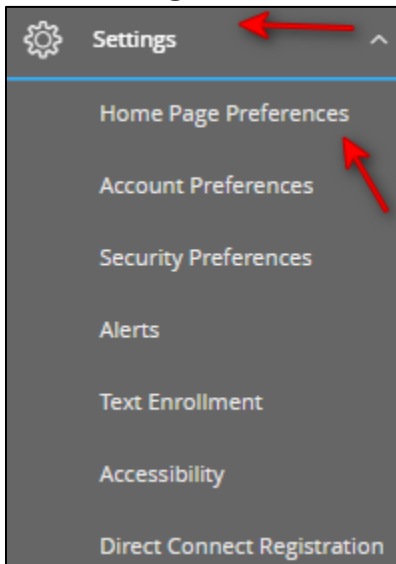 Settings
Home Page Preferences
Account Preferences
Security Preferences
Alerts
Text Enrollment
Accessibility
Direct Connect Registration